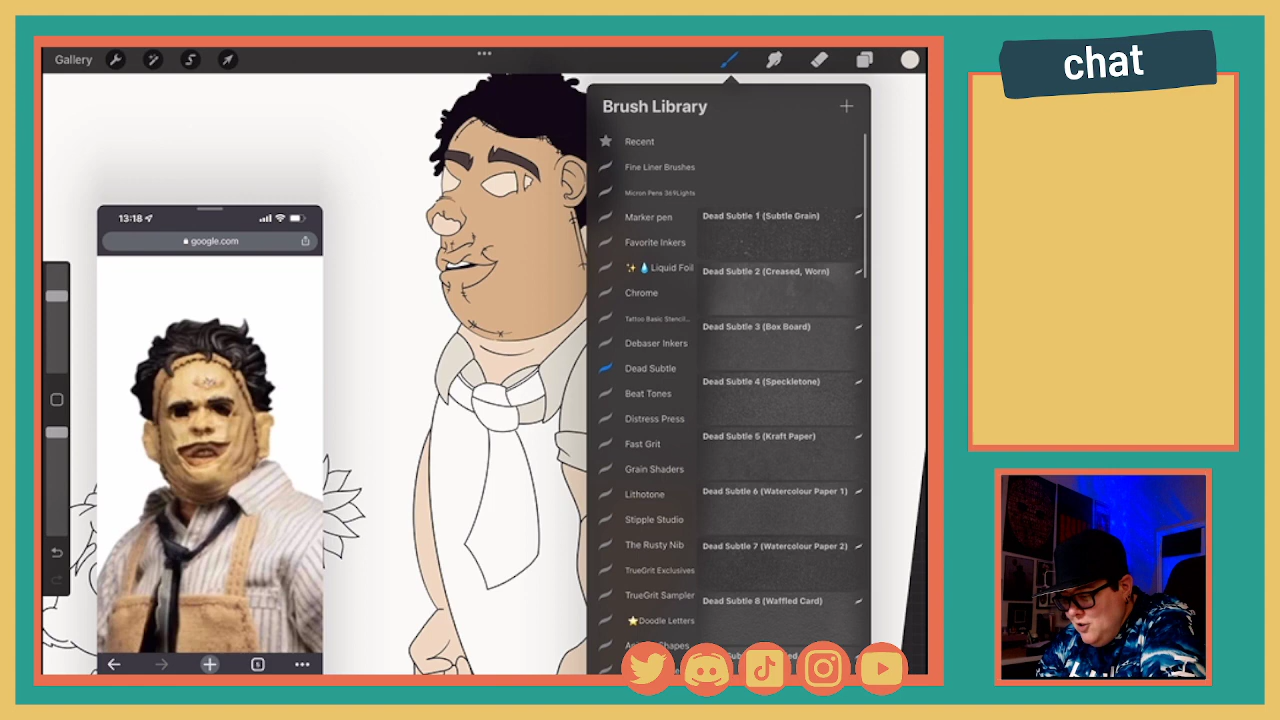 Gallery
Brush Library
Recent
Fine Liner Brushes
Marker pen
Favorite Inkers
Liquid Foil
Chrome
Tattoo Basic Stencil...
Debaser Inkers
Dead Subtle
Beat Tones
Distress Press
Fast Grit
Grain Shaders
Lithotone
Stipple Studio
The Rusty Nib
TrueGrit Exclusives
TrueGrit Sampler
Doodle Letters
Dead Subtle 1 (Subtle Grain)
Dead Subtle 2 (Creased, Worn)
Dead Subtle 3 (Box Board)
Dead Subtle 4 (Speckletone)
Dead Subtle 5 (Kraft Paper)
Dead Subtle 6 (Watercolour Paper 1)
Dead Subtle 7 (Watercolour Paper 2)
Dead Subtle 8 (Waffled Card)
13:18
google.com
chat